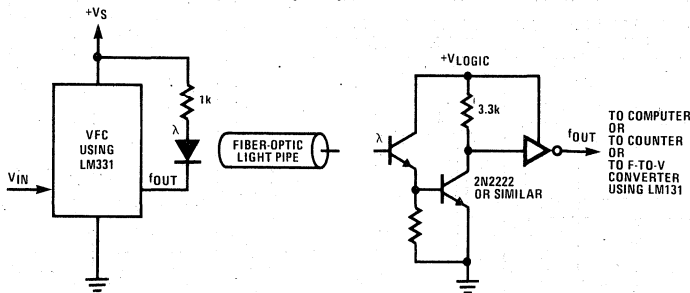 +VS
1k
λ
VFC
USING
LM331
VIN
fOUT
FIBER-OPTIC
LIGHT PIPE
+VLOGIC
3.3k
λ
2N2222
OR SIMILAR
fOUT
TO COMPUTER
OR
TO COUNTER
OR
TO F-TO-V
CONVERTER
USING LM131